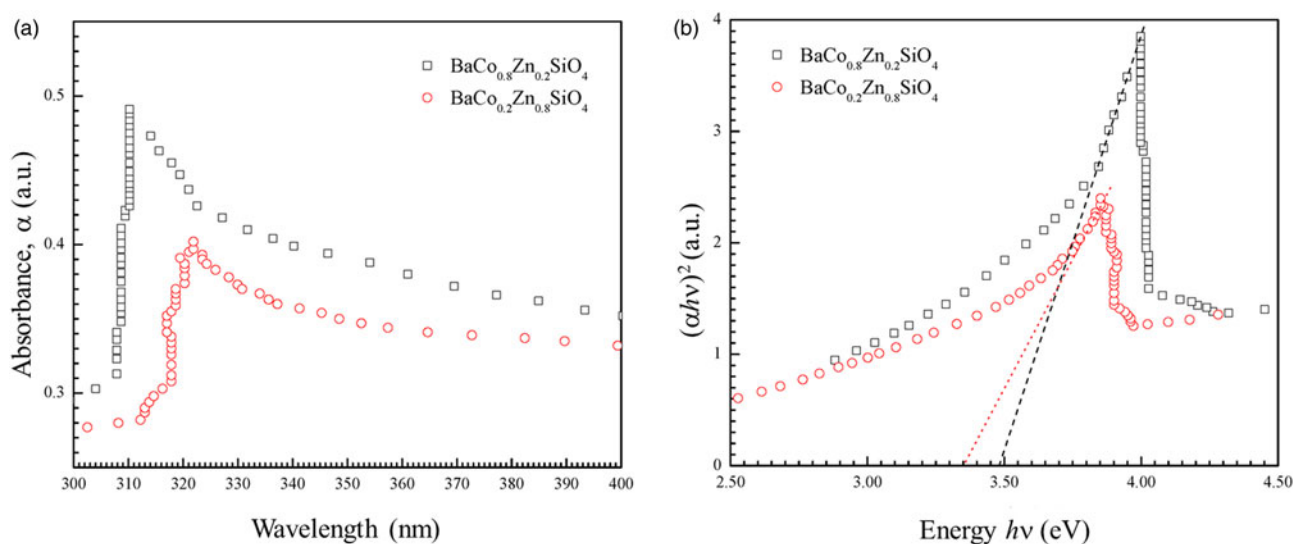 (a)
BaCo0.8Zn0.2SiO4
BaCo0.2Zn0.8SiO4
0.5
0.4
0.3
Absorbance, α (a.u.)
300 310 320 330 340 350 360 370 380 390 400
Wavelength (nm)
(b)
BaCo0.8Zn0.2SiO4
BaCo0.2Zn0.8SiO4
4
3
2
1
0
(αhν)² (a.u.)
2.50 3.00 3.50 4.00 4.50
Energy hν (eV)